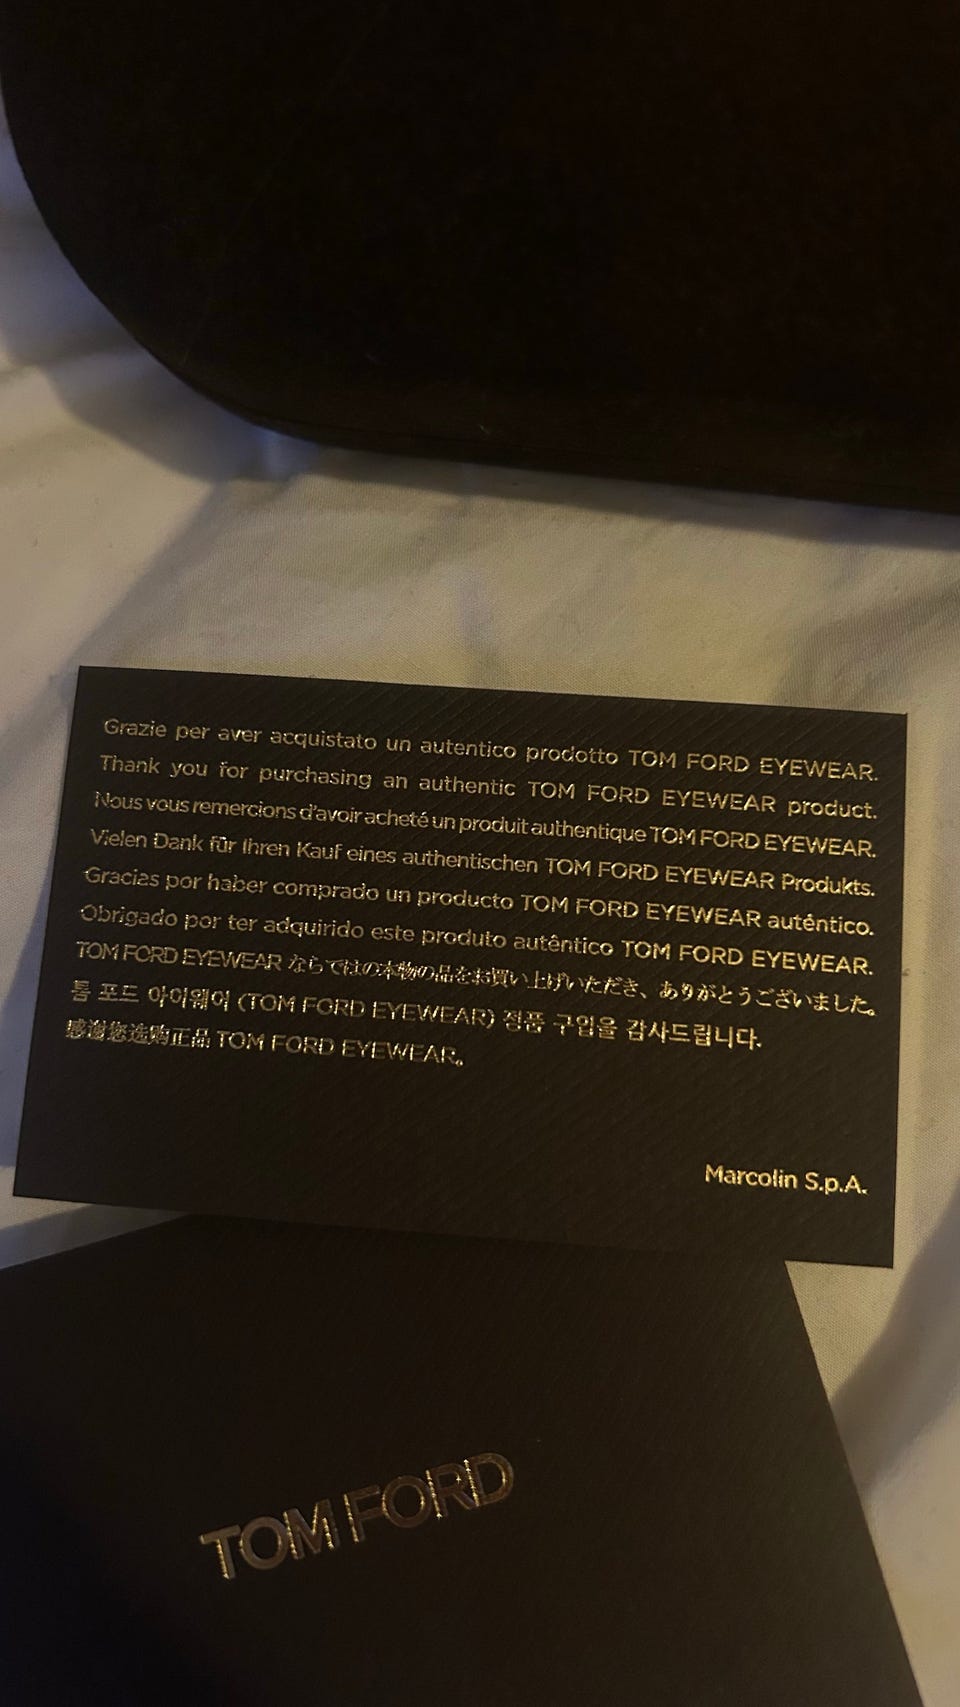 Grazie per aver acquistato un autentico prodotto TOM FORD EYEWEAR.
Thank you for purchasing an authentic TOM FORD EYEWEAR product.
Nous vous remercions d'avoir acheté un produit authentique TOM FORD EYEWEAR.
Vielen Dank für Ihren Kauf eines authentischen TOM FORD EYEWEAR Produkts.
Gracias por haber comprado un producto TOM FORD EYEWEAR auténtico.
Obrigado por ter adquirido este produto autêntico TOM FORD EYEWEAR.
TOM FORD EYEWEAR ならではの本物の品をお買い上げいただき、ありがとうございました。
톰 포드 아이웨어 (TOM FORD EYEWEAR) 정품 구입을 감사드립니다.
感谢您选购正品 TOM FORD EYEWEAR。
Marcolin S.p.A.
TOM FORD